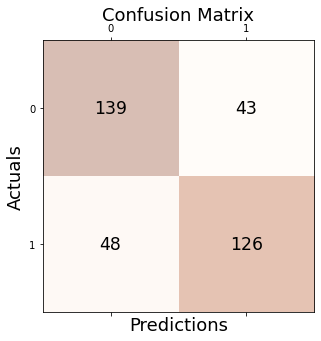 Confusion Matrix
0 1
0 139 43
Actuals
1 48 126
Predictions